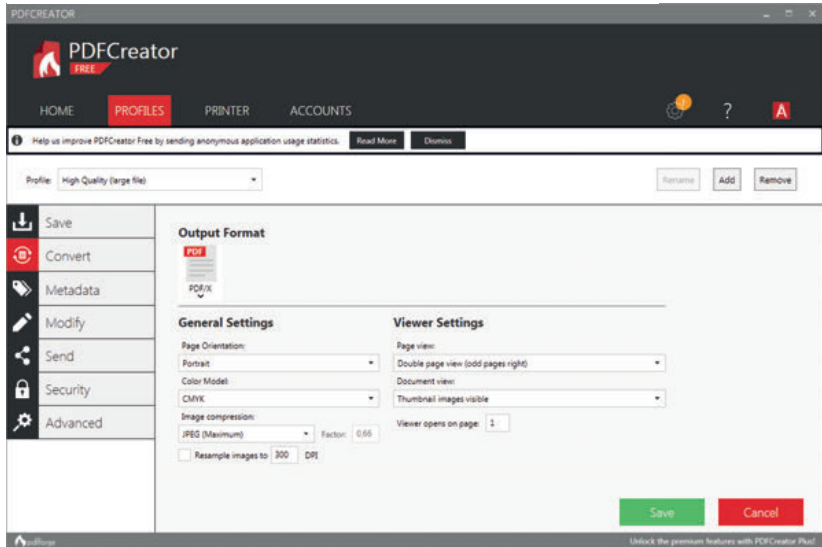 PDFCREATOR
PDFCreator
FREE
HOME PROFILES PRINTER ACCOUNTS ?
Help us improve PDFCreator Free by sending anonymous application usage statistics. Read More Dismiss
Profile: High Quality (large file) Rename Add Remove
Save
Convert
Metadata
Modify
Send
Security
Advanced
Output Format
PDF
PDF/X
General Settings
Page Orientation:
Portrait
Color Model:
CMYK
Image compression:
JPEG (Maximum) Factor: 0,66
Resample images to 300 DPI
Viewer Settings
Page view:
Double page view (odd pages right)
Document view:
Thumbnail images visible
Viewer opens on page: 1
Save Cancel
pdfforge Unlock the premium features with PDFCreator Plus!